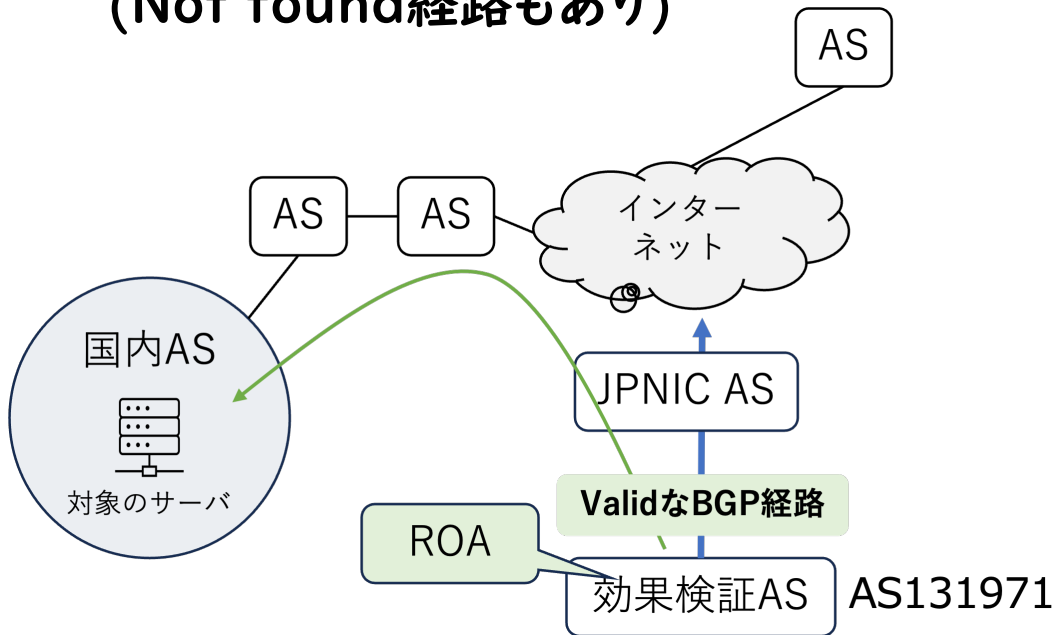 (Not found経路もあり)
AS
インター
ネット
AS
AS
国内AS
対象のサーバ
JPNIC AS
ValidなBGP経路
ROA
効果検証AS
AS131971